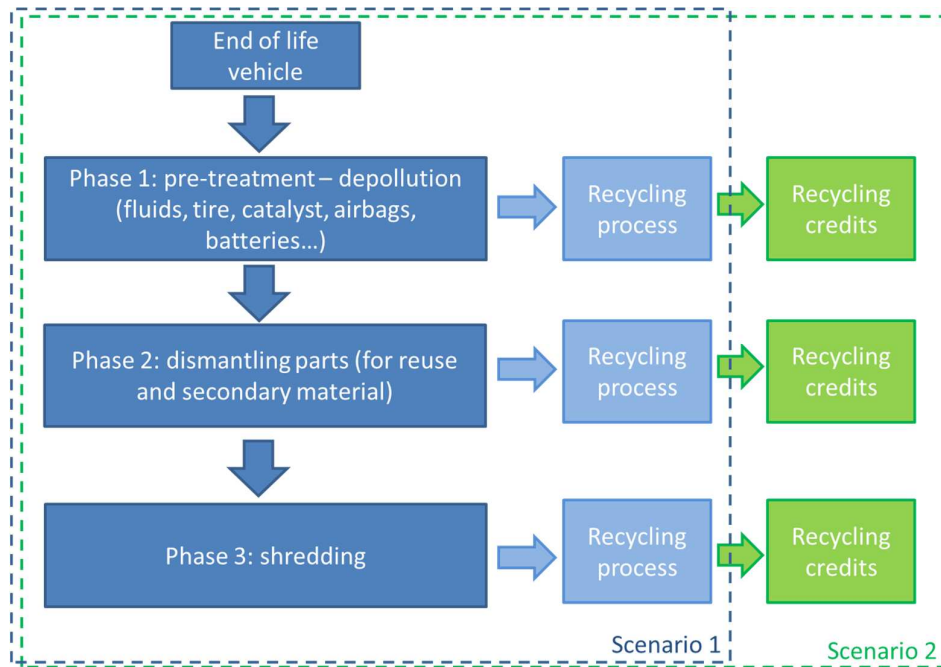 End of life
vehicle
Phase 1: pre-treatment – depollution
(fluids, tire, catalyst, airbags,
batteries...)
Recycling
process
Recycling
credits
Phase 2: dismantling parts (for reuse
and secondary material)
Recycling
process
Recycling
credits
Phase 3: shredding
Recycling
process
Recycling
credits
Scenario 1
Scenario 2